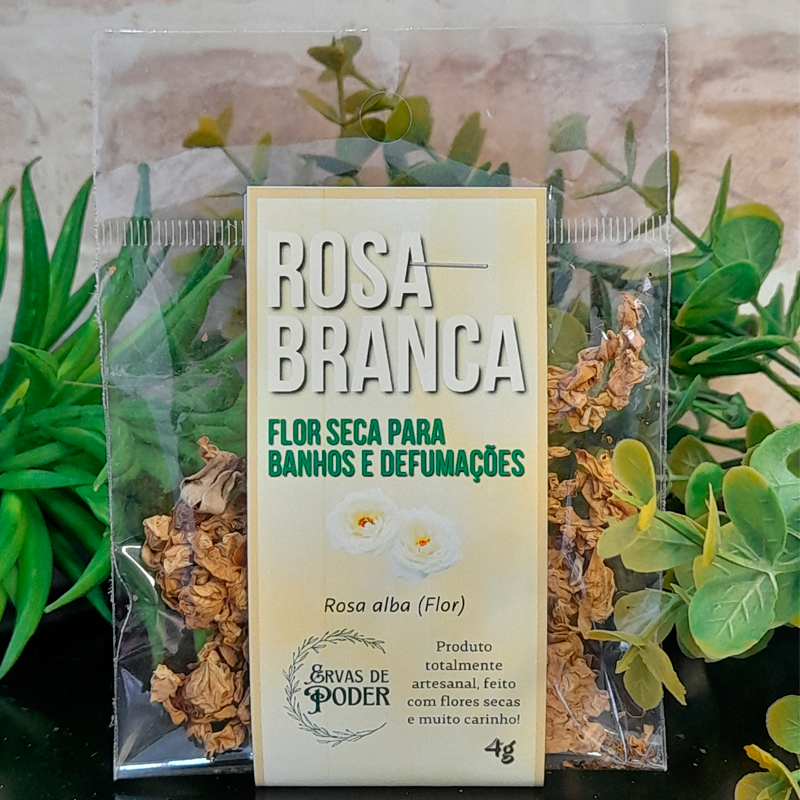 ROSA
BRANCA
FLOR SECA PARA
BANHOS E DEFUMAÇÕES
Rosa alba (Flor)
ERVAS DE
PODER
Produto
totalmente
artesanal, feito
com flores secas
e muito carinho!
4g